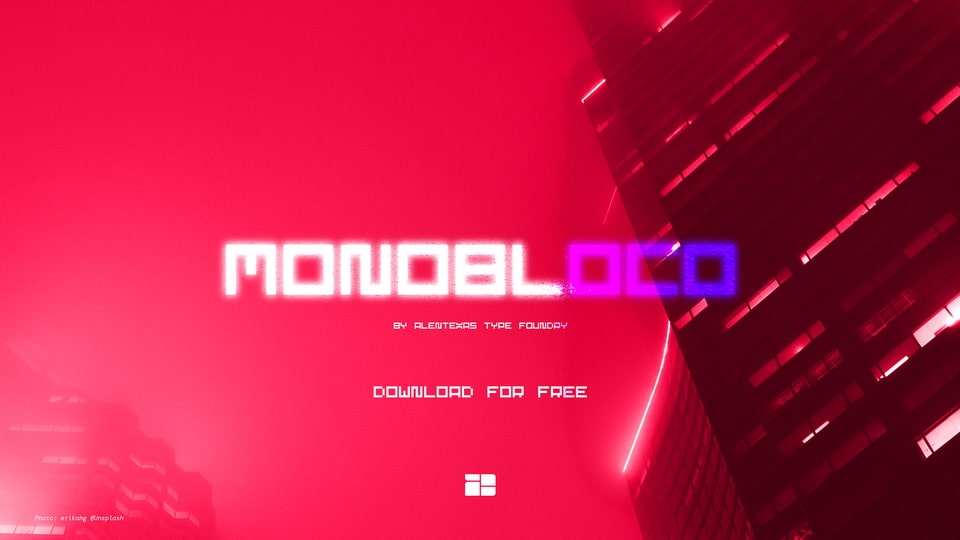 MONOBLOCO
BY ALENTEXAS TYPE FOUNDRY
DOWNLOAD FOR FREE
Photo: erikahg @Unsplash